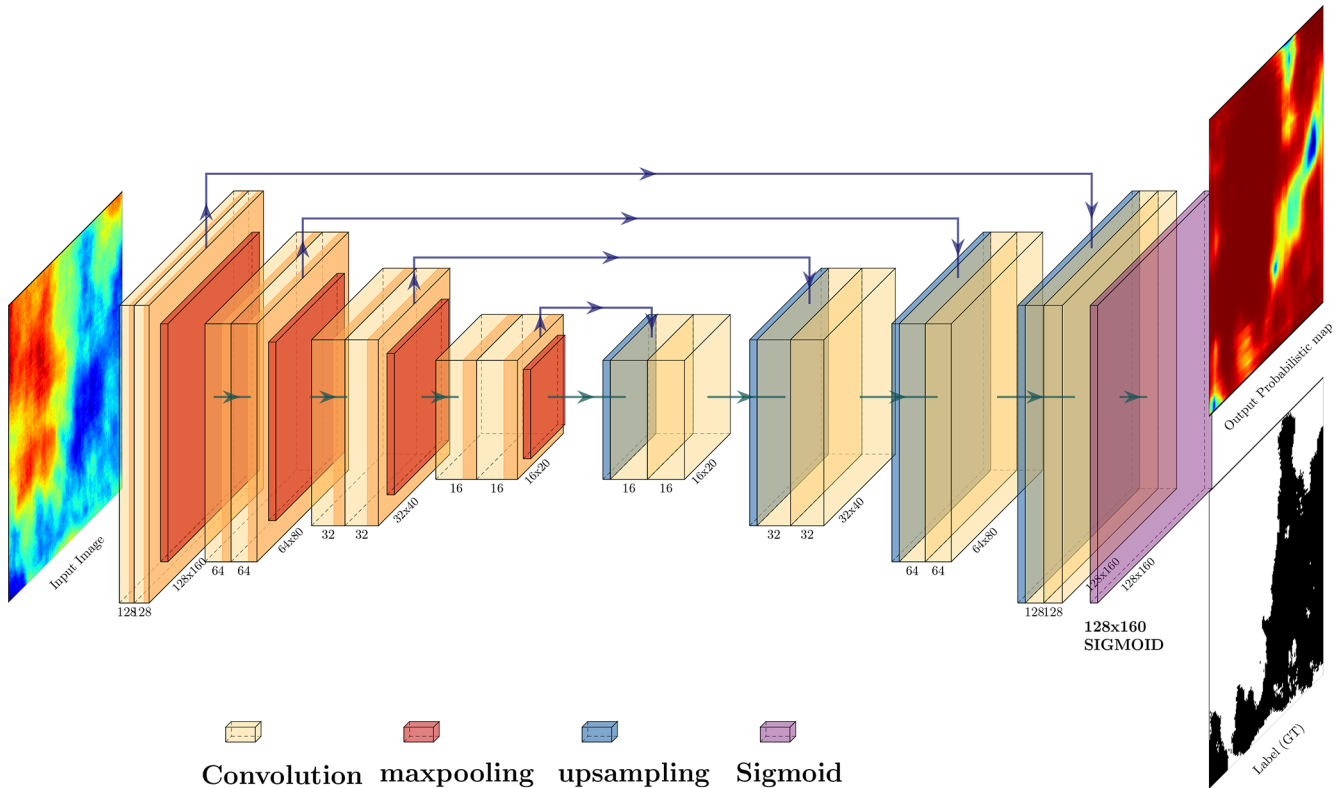 Output Probabilistic map
Input Image
128 128
128x160
64 64
64x80
32 32
32x40
16 16
16x20
16 16
16x20
32 32
32x40
64 64
64x80
128 128
128x160
128x160
128x160
SIGMOID
Label (GT)
Convolution maxpooling upsampling Sigmoid